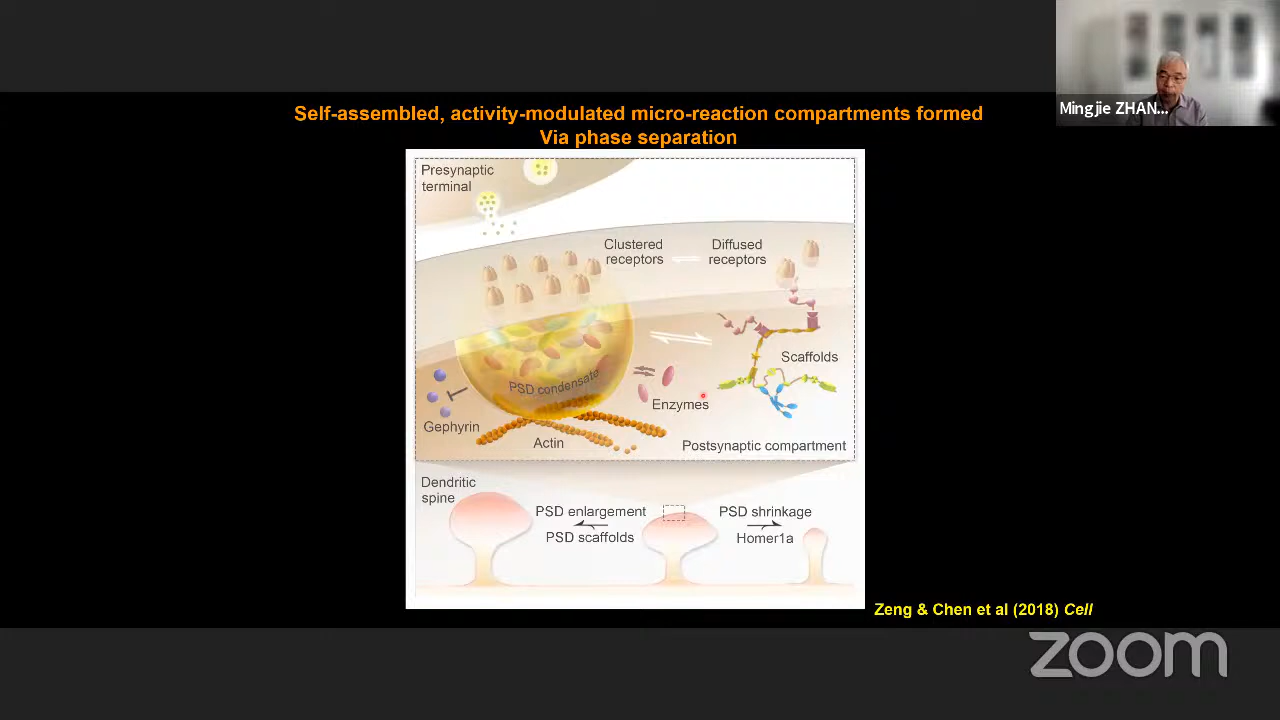 Mingjie ZHAN...
Self-assembled, activity-modulated micro-reaction compartments formed
Via phase separation
Presynaptic
terminal
Clustered
receptors
Diffused
receptors
Scaffolds
PSD condensate
Enzymes
Gephyrin
Actin
Postsynaptic compartment
Dendritic
spine
PSD enlargement
PSD scaffolds
PSD shrinkage
Homer1a
Zeng & Chen et al (2018) Cell
zoom